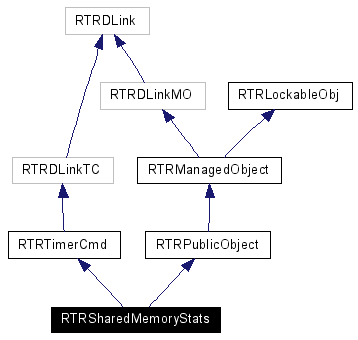 RTRDLink
RTRDLinkMO
RTRLockableObj
RTRDLinkTC
RTRManagedObject
RTRTimerCmd
RTRPublicObject
RTRSharedMemoryStats